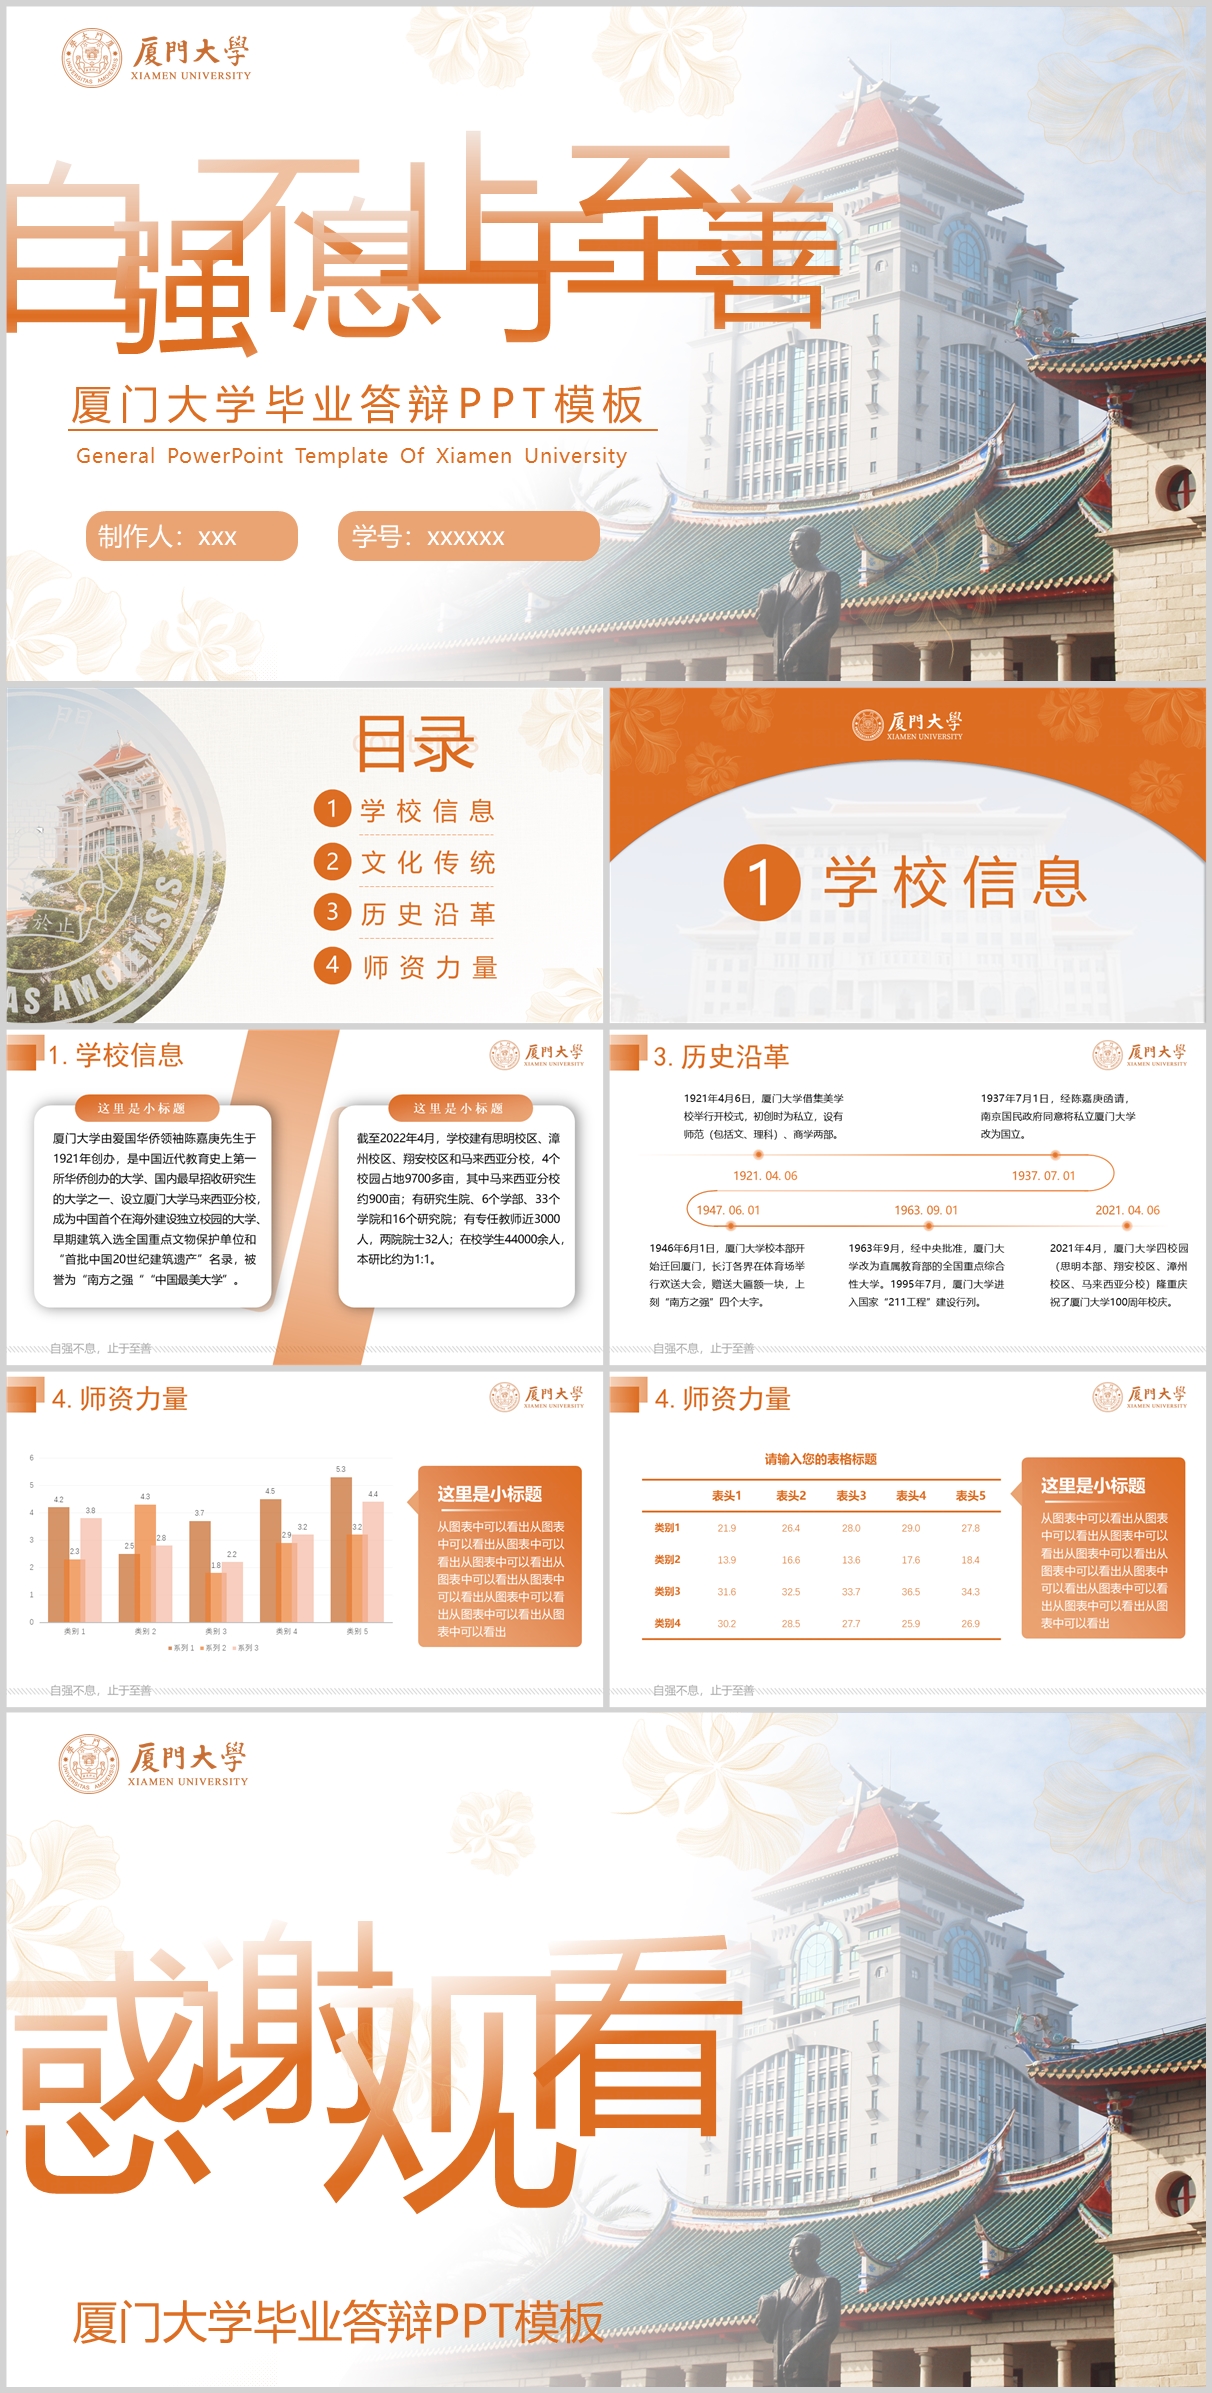 厦門大學
XIAMEN UNIVERSITY
自强不息止于至善
厦门大学毕业答辩PPT模板
General PowerPoint Template Of Xiamen University
制作人：xxx
学号：xxxxxx
目录
1 学校信息
2 文化传统
3 历史沿革
4 师资力量
AS AMOIENSIS
厦門大學
XIAMEN UNIVERSITY
1 学校信息
1. 学校信息
厦門大學
XIAMEN UNIVERSITY
这里是小标题
厦门大学由爱国华侨领袖陈嘉庚先生于
1921年创办，是中国近代教育史上第一
所华侨创办的大学、国内最早招收研究生
的大学之一、设立厦门大学马来西亚分校，
成为中国首个在海外建设独立校园的大学、
早期建筑入选全国重点文物保护单位和
“首批中国20世纪建筑遗产”名录，被
誉为“南方之强“ “中国最美大学”。
这里是小标题
截至2022年4月，学校建有思明校区、漳
州校区、翔安校区和马来西亚分校，4个
校园占地9700多亩，其中马来西亚分校
约900亩；有研究生院、6个学部、33个
学院和16个研究院；有专任教师近3000
人，两院院士32人；在校学生44000余人，
本研比约为1:1。
自强不息，止于至善
3. 历史沿革
厦門大學
XIAMEN UNIVERSITY
1921年4月6日，厦门大学借集美学
校举行开校式，初创时为私立，设有
师范（包括文、理科）、商学两部。
1937年7月1日，经陈嘉庚函请，
南京国民政府同意将私立厦门大学
改为国立。
1921. 04. 06
1937. 07. 01
1947. 06. 01
1963. 09. 01
2021. 04. 06
1946年6月1日，厦门大学校本部开
始迁回厦门，长汀各界在体育场举
行欢送大会，赠送大匾额一块，上
刻“南方之强”四个大字。
1963年9月，经中央批准，厦门大
学改为直属教育部的全国重点综合
性大学。1995年7月，厦门大学进
入国家“211工程”建设行列。
2021年4月，厦门大学四校园
（思明本部、翔安校区、漳州
校区、马来西亚分校）隆重庆
祝了厦门大学100周年校庆。
自强不息，止于至善
4. 师资力量
厦門大學
XIAMEN UNIVERSITY
6
5
4
3
2
1
0
4.2 2.3 3.8
2.5 4.3 2.8
3.7 1.8 2.2
4.5 2.9 3.2
5.3 3.2 4.4
类别 1 类别 2 类别 3 类别 4 类别 5
系列 1 系列 2 系列 3
这里是小标题
从图表中可以看出从图表
中可以看出从图表中可以
看出从图表中可以看出从
图表中可以看出从图表中
可以看出从图表中可以看
出从图表中可以看出从图
表中可以看出
自强不息，止于至善
4. 师资力量
厦門大學
XIAMEN UNIVERSITY
请输入您的表格标题
表头1 表头2 表头3 表头4 表头5
类别1 21.9 26.4 28.0 29.0 27.8
类别2 13.9 16.6 13.6 17.6 18.4
类别3 31.6 32.5 33.7 36.5 34.3
类别4 30.2 28.5 27.7 25.9 26.9
这里是小标题
从图表中可以看出从图表
中可以看出从图表中可以
看出从图表中可以看出从
图表中可以看出从图表中
可以看出从图表中可以看
出从图表中可以看出从图
表中可以看出
自强不息，止于至善
厦門大學
XIAMEN UNIVERSITY
感谢观看
厦门大学毕业答辩PPT模板